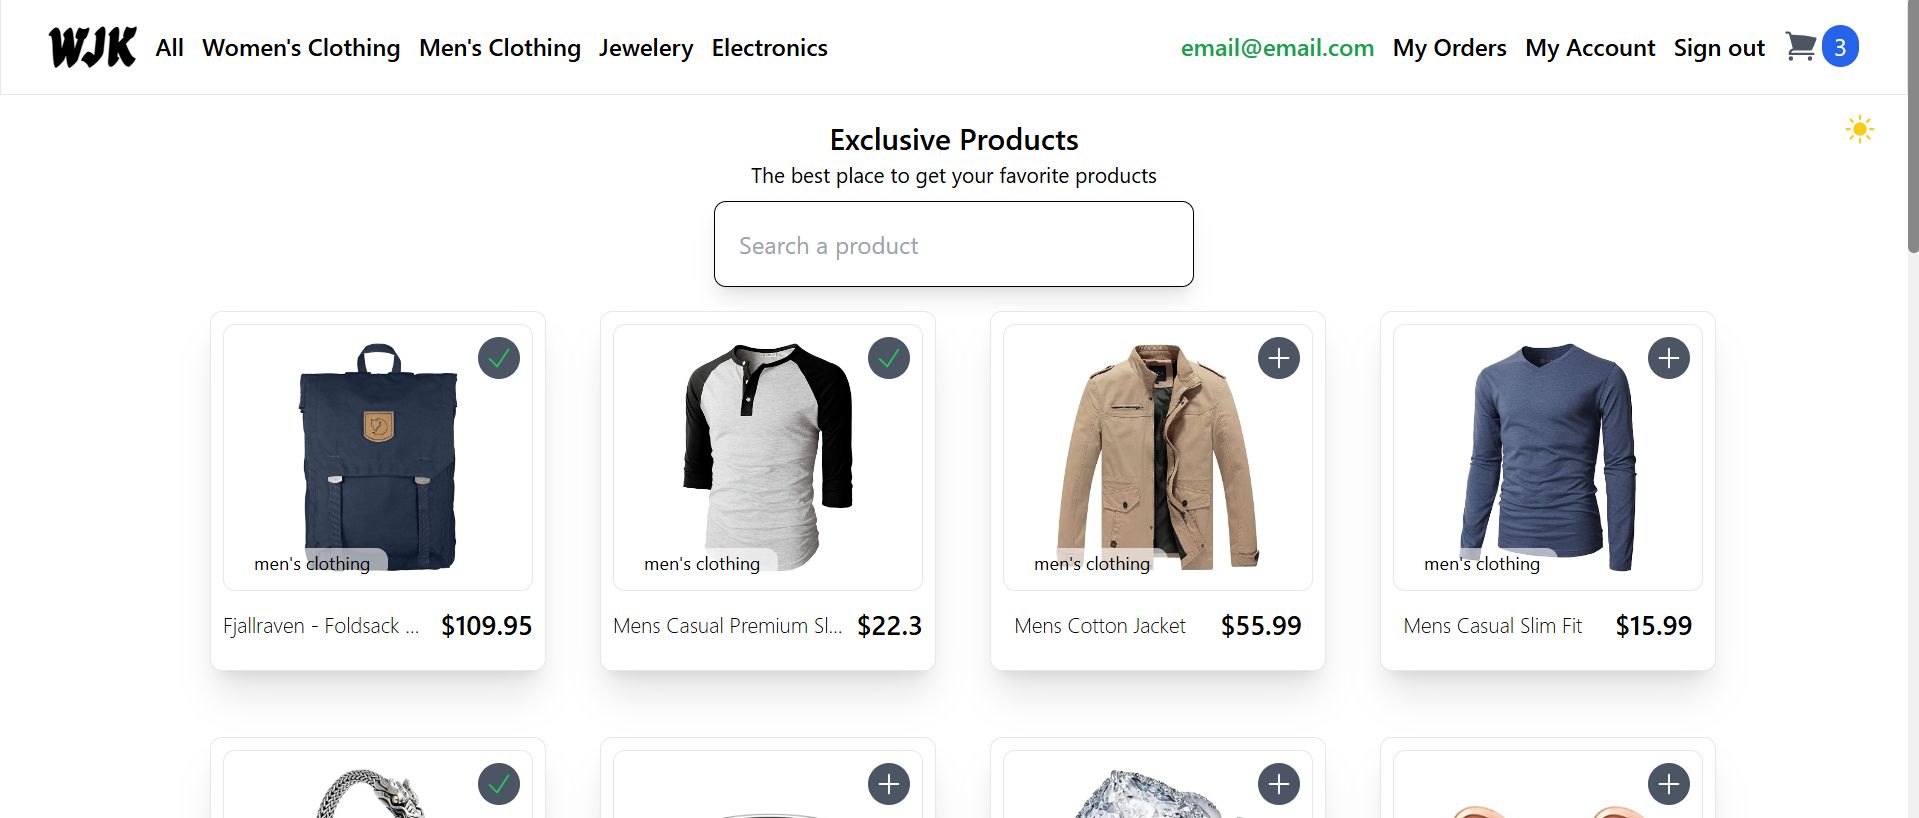 WJK All Women's Clothing Men's Clothing Jewelery Electronics email@email.com My Orders My Account Sign out 3
Exclusive Products
The best place to get your favorite products
Search a product
men's clothing men's clothing men's clothing men's clothing
Fjallraven - Foldsack ... $109.95 Mens Casual Premium Sl... $22.3 Mens Cotton Jacket $55.99 Mens Casual Slim Fit $15.99